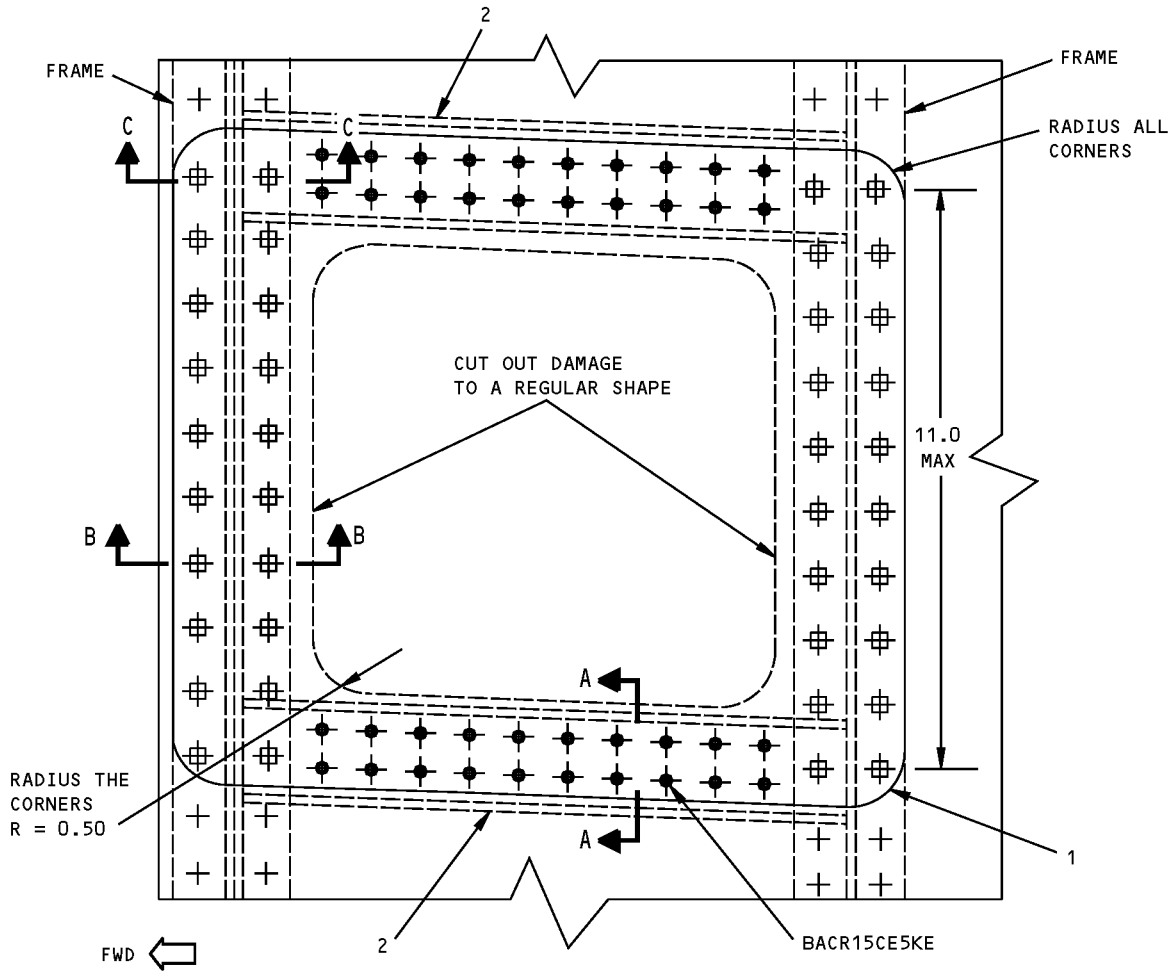 2
FRAME
FRAME
C
C
RADIUS ALL
CORNERS
CUT OUT DAMAGE
TO A REGULAR SHAPE
11.0
MAX
B
B
A
RADIUS THE
CORNERS
R = 0.50
A
1
2
BACR15CE5KE
FWD